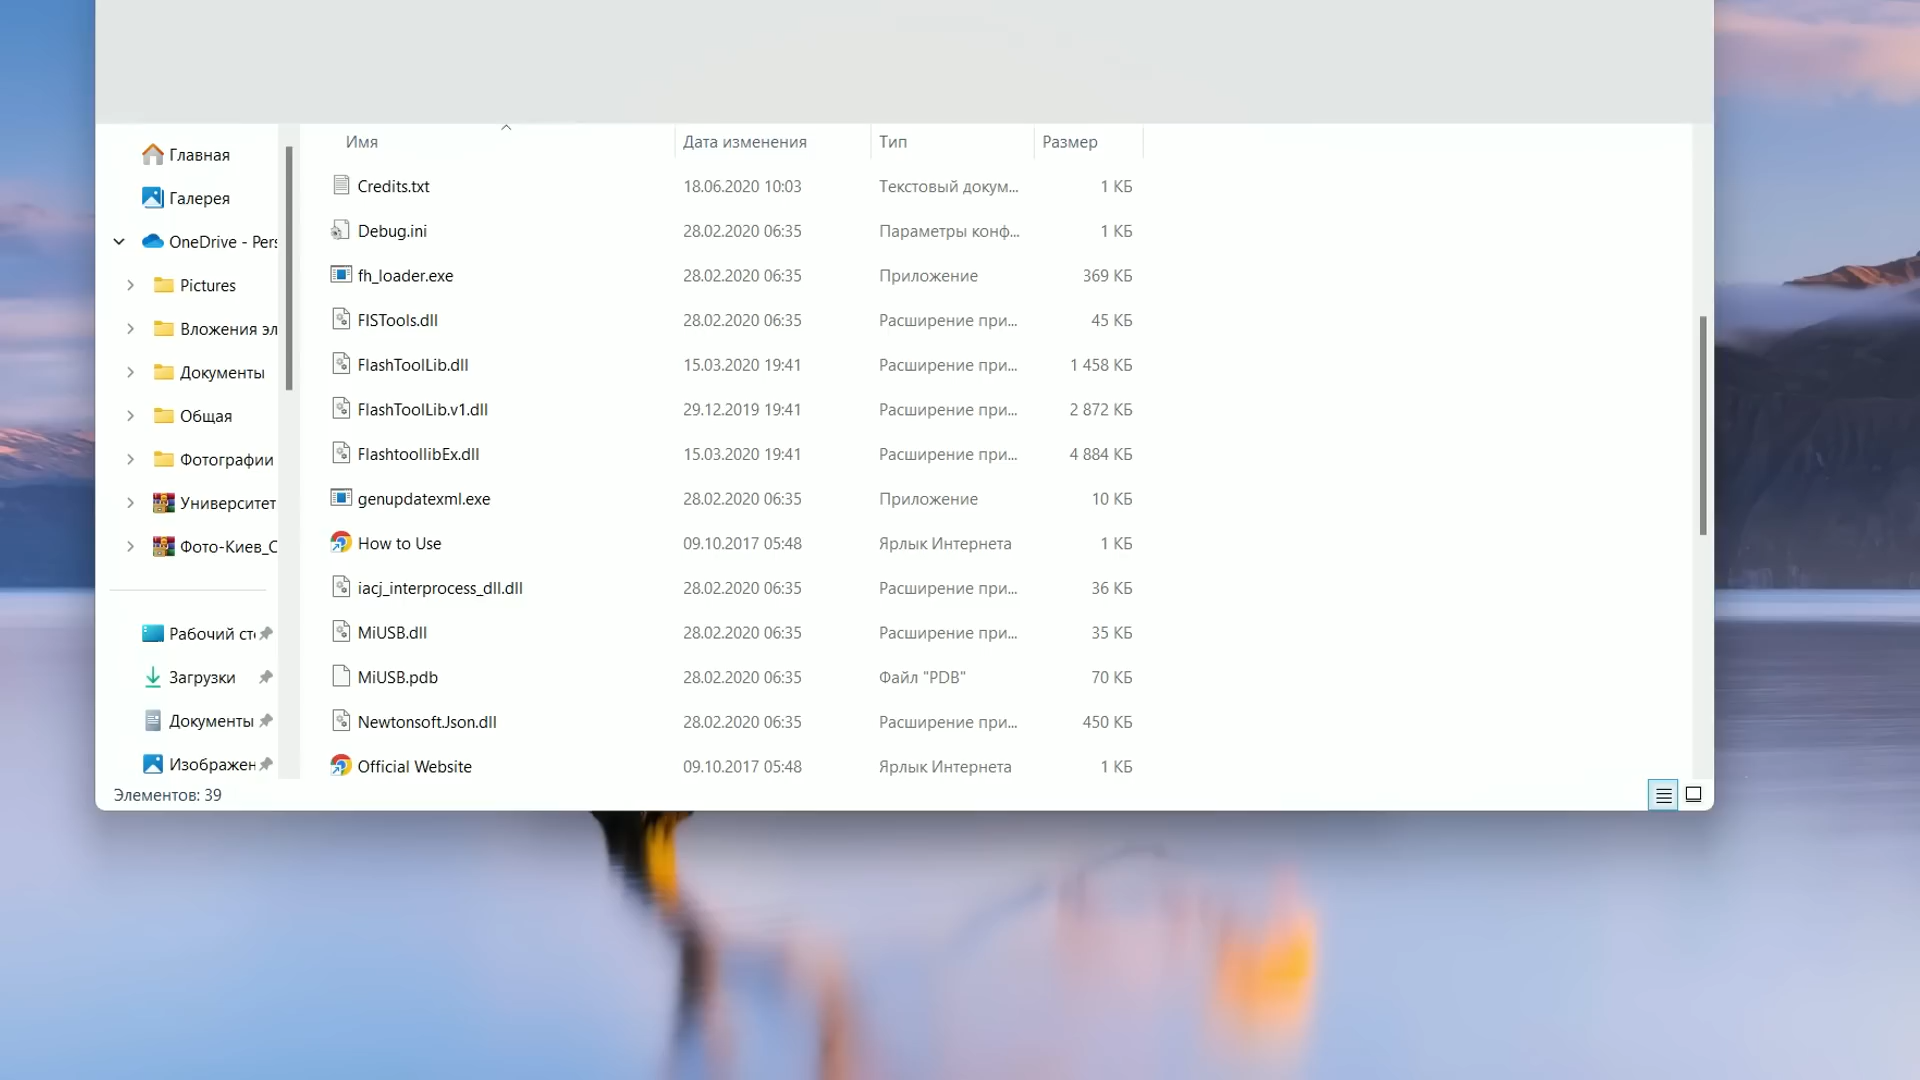 Имя Дата изменения Тип Размер
Главная
Галерея
OneDrive - Pers
Pictures
Вложения эл
Документы
Общая
Фотографии
Университет
Фото-Киев_С
Рабочий сто
Загрузки
Документы
Изображен
Credits.txt 18.06.2020 10:03 Текстовый докум... 1 КБ
Debug.ini 28.02.2020 06:35 Параметры конф... 1 КБ
fh_loader.exe 28.02.2020 06:35 Приложение 369 КБ
FISTools.dll 28.02.2020 06:35 Расширение при... 45 КБ
FlashToolLib.dll 15.03.2020 19:41 Расширение при... 1 458 КБ
FlashToolLib.v1.dll 29.12.2019 19:41 Расширение при... 2 872 КБ
FlashtoollibEx.dll 15.03.2020 19:41 Расширение при... 4 884 КБ
genupdatexml.exe 28.02.2020 06:35 Приложение 10 КБ
How to Use 09.10.2017 05:48 Ярлык Интернета 1 КБ
iacj_interprocess_dll.dll 28.02.2020 06:35 Расширение при... 36 КБ
MiUSB.dll 28.02.2020 06:35 Расширение при... 35 КБ
MiUSB.pdb 28.02.2020 06:35 Файл "PDB" 70 КБ
Newtonsoft.Json.dll 28.02.2020 06:35 Расширение при... 450 КБ
Official Website 09.10.2017 05:48 Ярлык Интернета 1 КБ
Элементов: 39